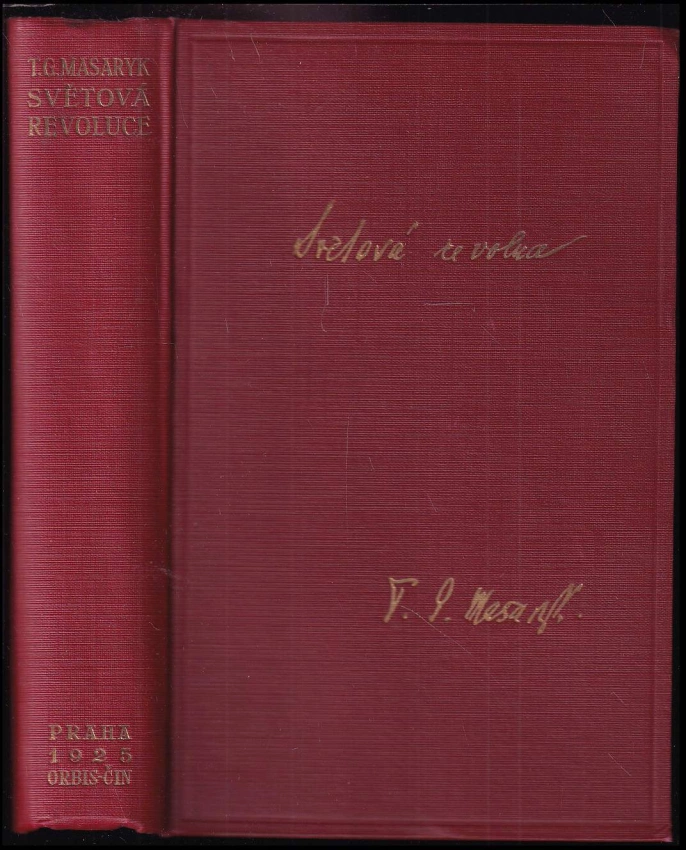 T.G.MASARYK
SVĚTOVÁ
REVOLUCE
PRAHA
1925
ORBIS-ČIN
Světová revoluce
T. G. Masaryk.